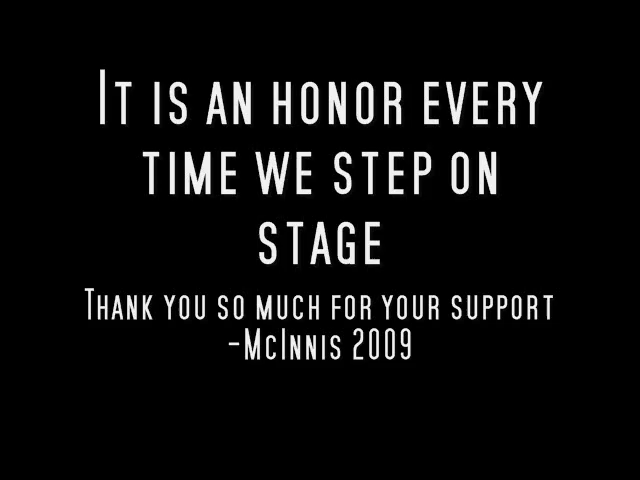 It is an honor every
time we step on
stage
Thank you so much for your support
-McInnis 2009